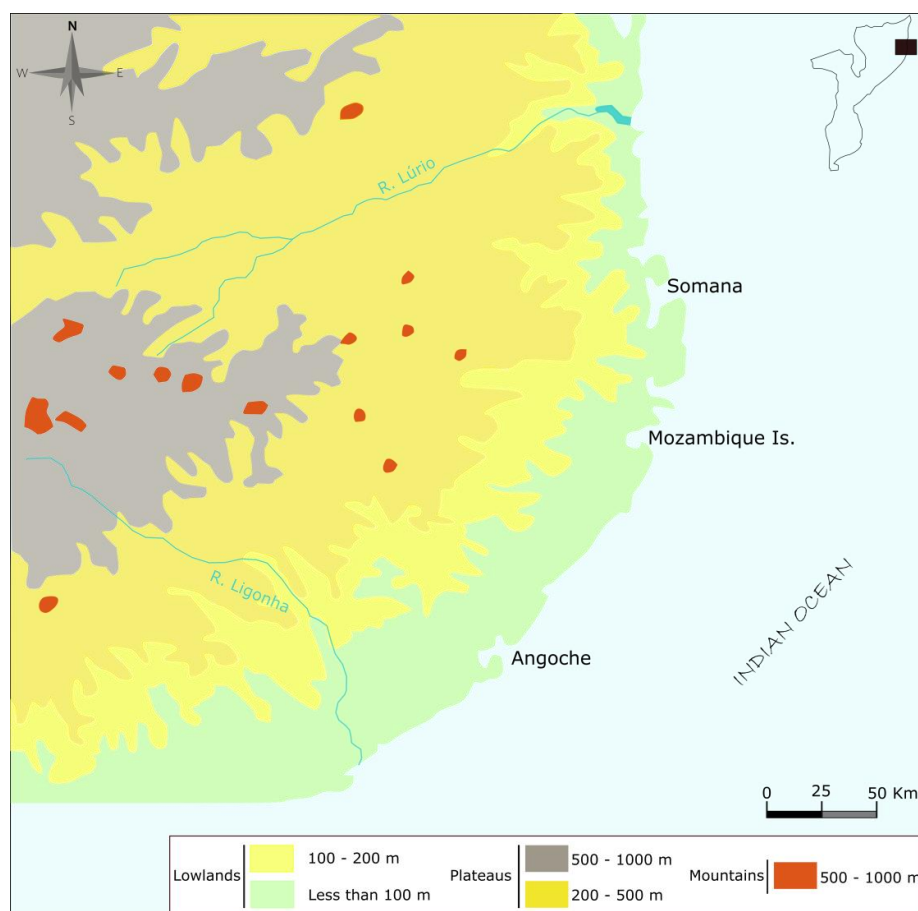 N
W
E
S
R. Lúrio
Somana
Mozambique Is.
R. Ligonha
INDIAN OCEAN
Angoche
0 25 50 Km
Lowlands
100 - 200 m
Less than 100 m
Plateaus
500 - 1000 m
200 - 500 m
Mountains
500 - 1000 m